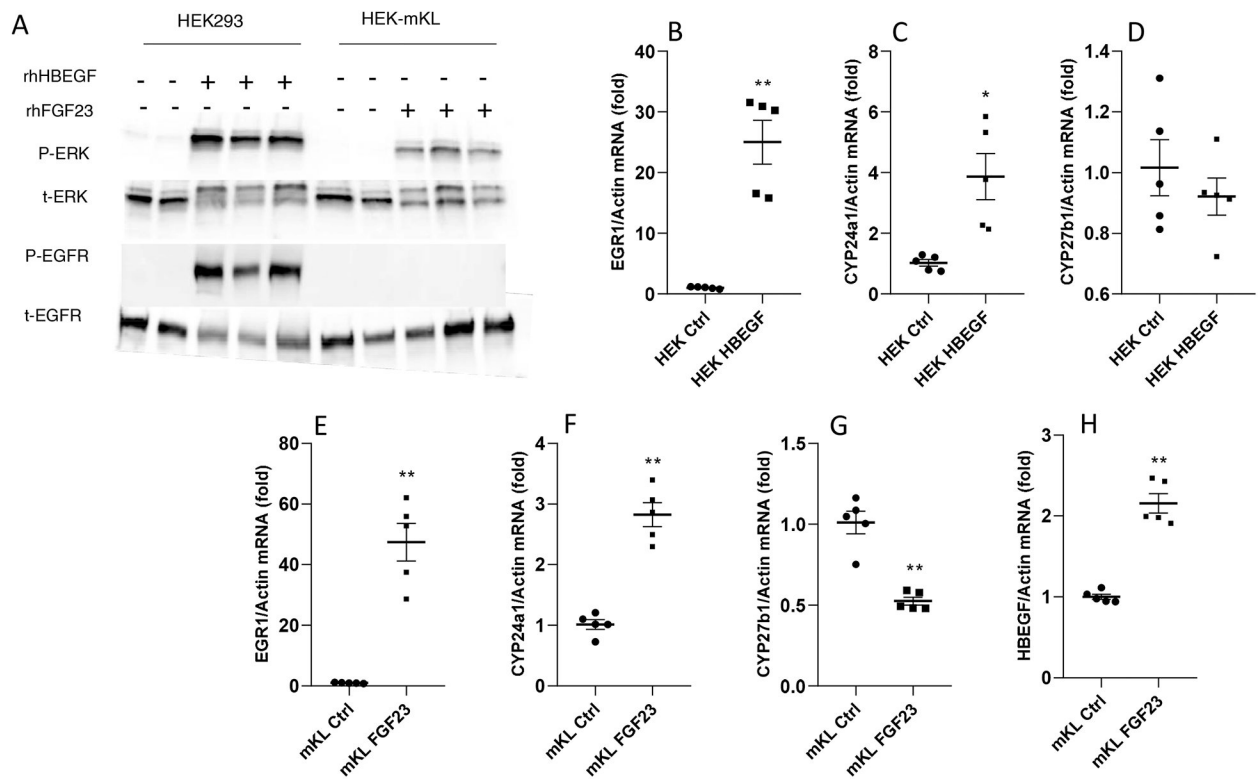 A
HEK293
HEK-mKL
rhHBEGF - - + + + - - - - -
rhFGF23 - - - - - - - + + +
P-ERK
t-ERK
P-EGFR
t-EGFR
B
EGR1/Actin mRNA (fold)
40
30
20
10
0
**
HEK Ctrl
HEK HBEGF
C
CYP24a1/Actin mRNA (fold)
8
6
4
2
0
*
HEK Ctrl
HEK HBEGF
D
CYP27b1/Actin mRNA (fold)
1.4
1.2
1.0
0.8
0.6
HEK Ctrl
HEK HBEGF
E
EGR1/Actin mRNA (fold)
80
60
40
20
0
**
mKL Ctrl
mKL FGF23
F
CYP24a1/Actin mRNA (fold)
4
3
2
1
0
**
mKL Ctrl
mKL FGF23
G
CYP27b1/Actin mRNA (fold)
1.5
1.0
0.5
0.0
**
mKL Ctrl
mKL FGF23
H
HBEGF/Actin mRNA (fold)
3
2
1
0
**
mKL Ctrl
mKL FGF23